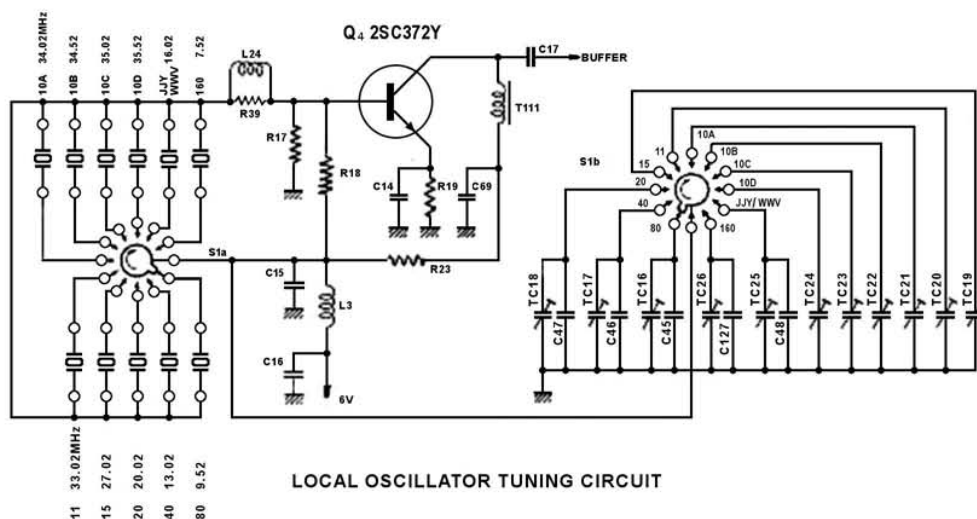 10A 34.02MHz
10B 34.52
10C 35.02
10D 35.52
JJY WWV 16.02
160 7.52
L24
R39
Q4 2SC372Y
C17
BUFFER
T111
R17
R18
C14
R19
C69
S1a
C15
L3
R23
C16
6V
S1b
10A
11
10B
15
10C
20
10D
40
JJY/ WWV
80
160
TC18
C47
TC17
C46
TC16
C45
TC26
C127
TC25
C48
TC24
TC23
TC22
TC21
TC20
TC19
11 33.02MHz
15 27.02
20 20.02
40 13.02
80 9.52
LOCAL OSCILLATOR TUNING CIRCUIT